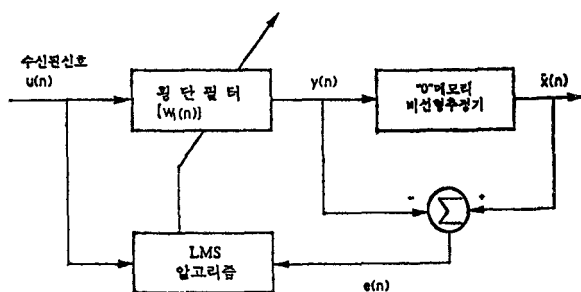 수신된신호
u(n)
횡 단 필 터
{Wᵢ(n)}
y(n)
"0"메모리
비선형추정기
x̃(n)
-
Σ
+
LMS
알고리즘
e(n)